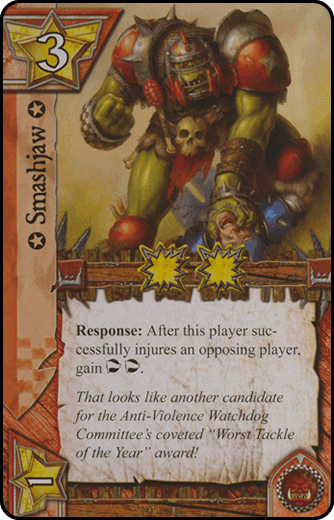 3
Smashjaw
Response: After this player suc-
cessfully injures an opposing player,
gain
.
That looks like another candidate
for the Anti-Violence Watchdog
Committee's coveted "Worst Tackle
of the Year" award!
1